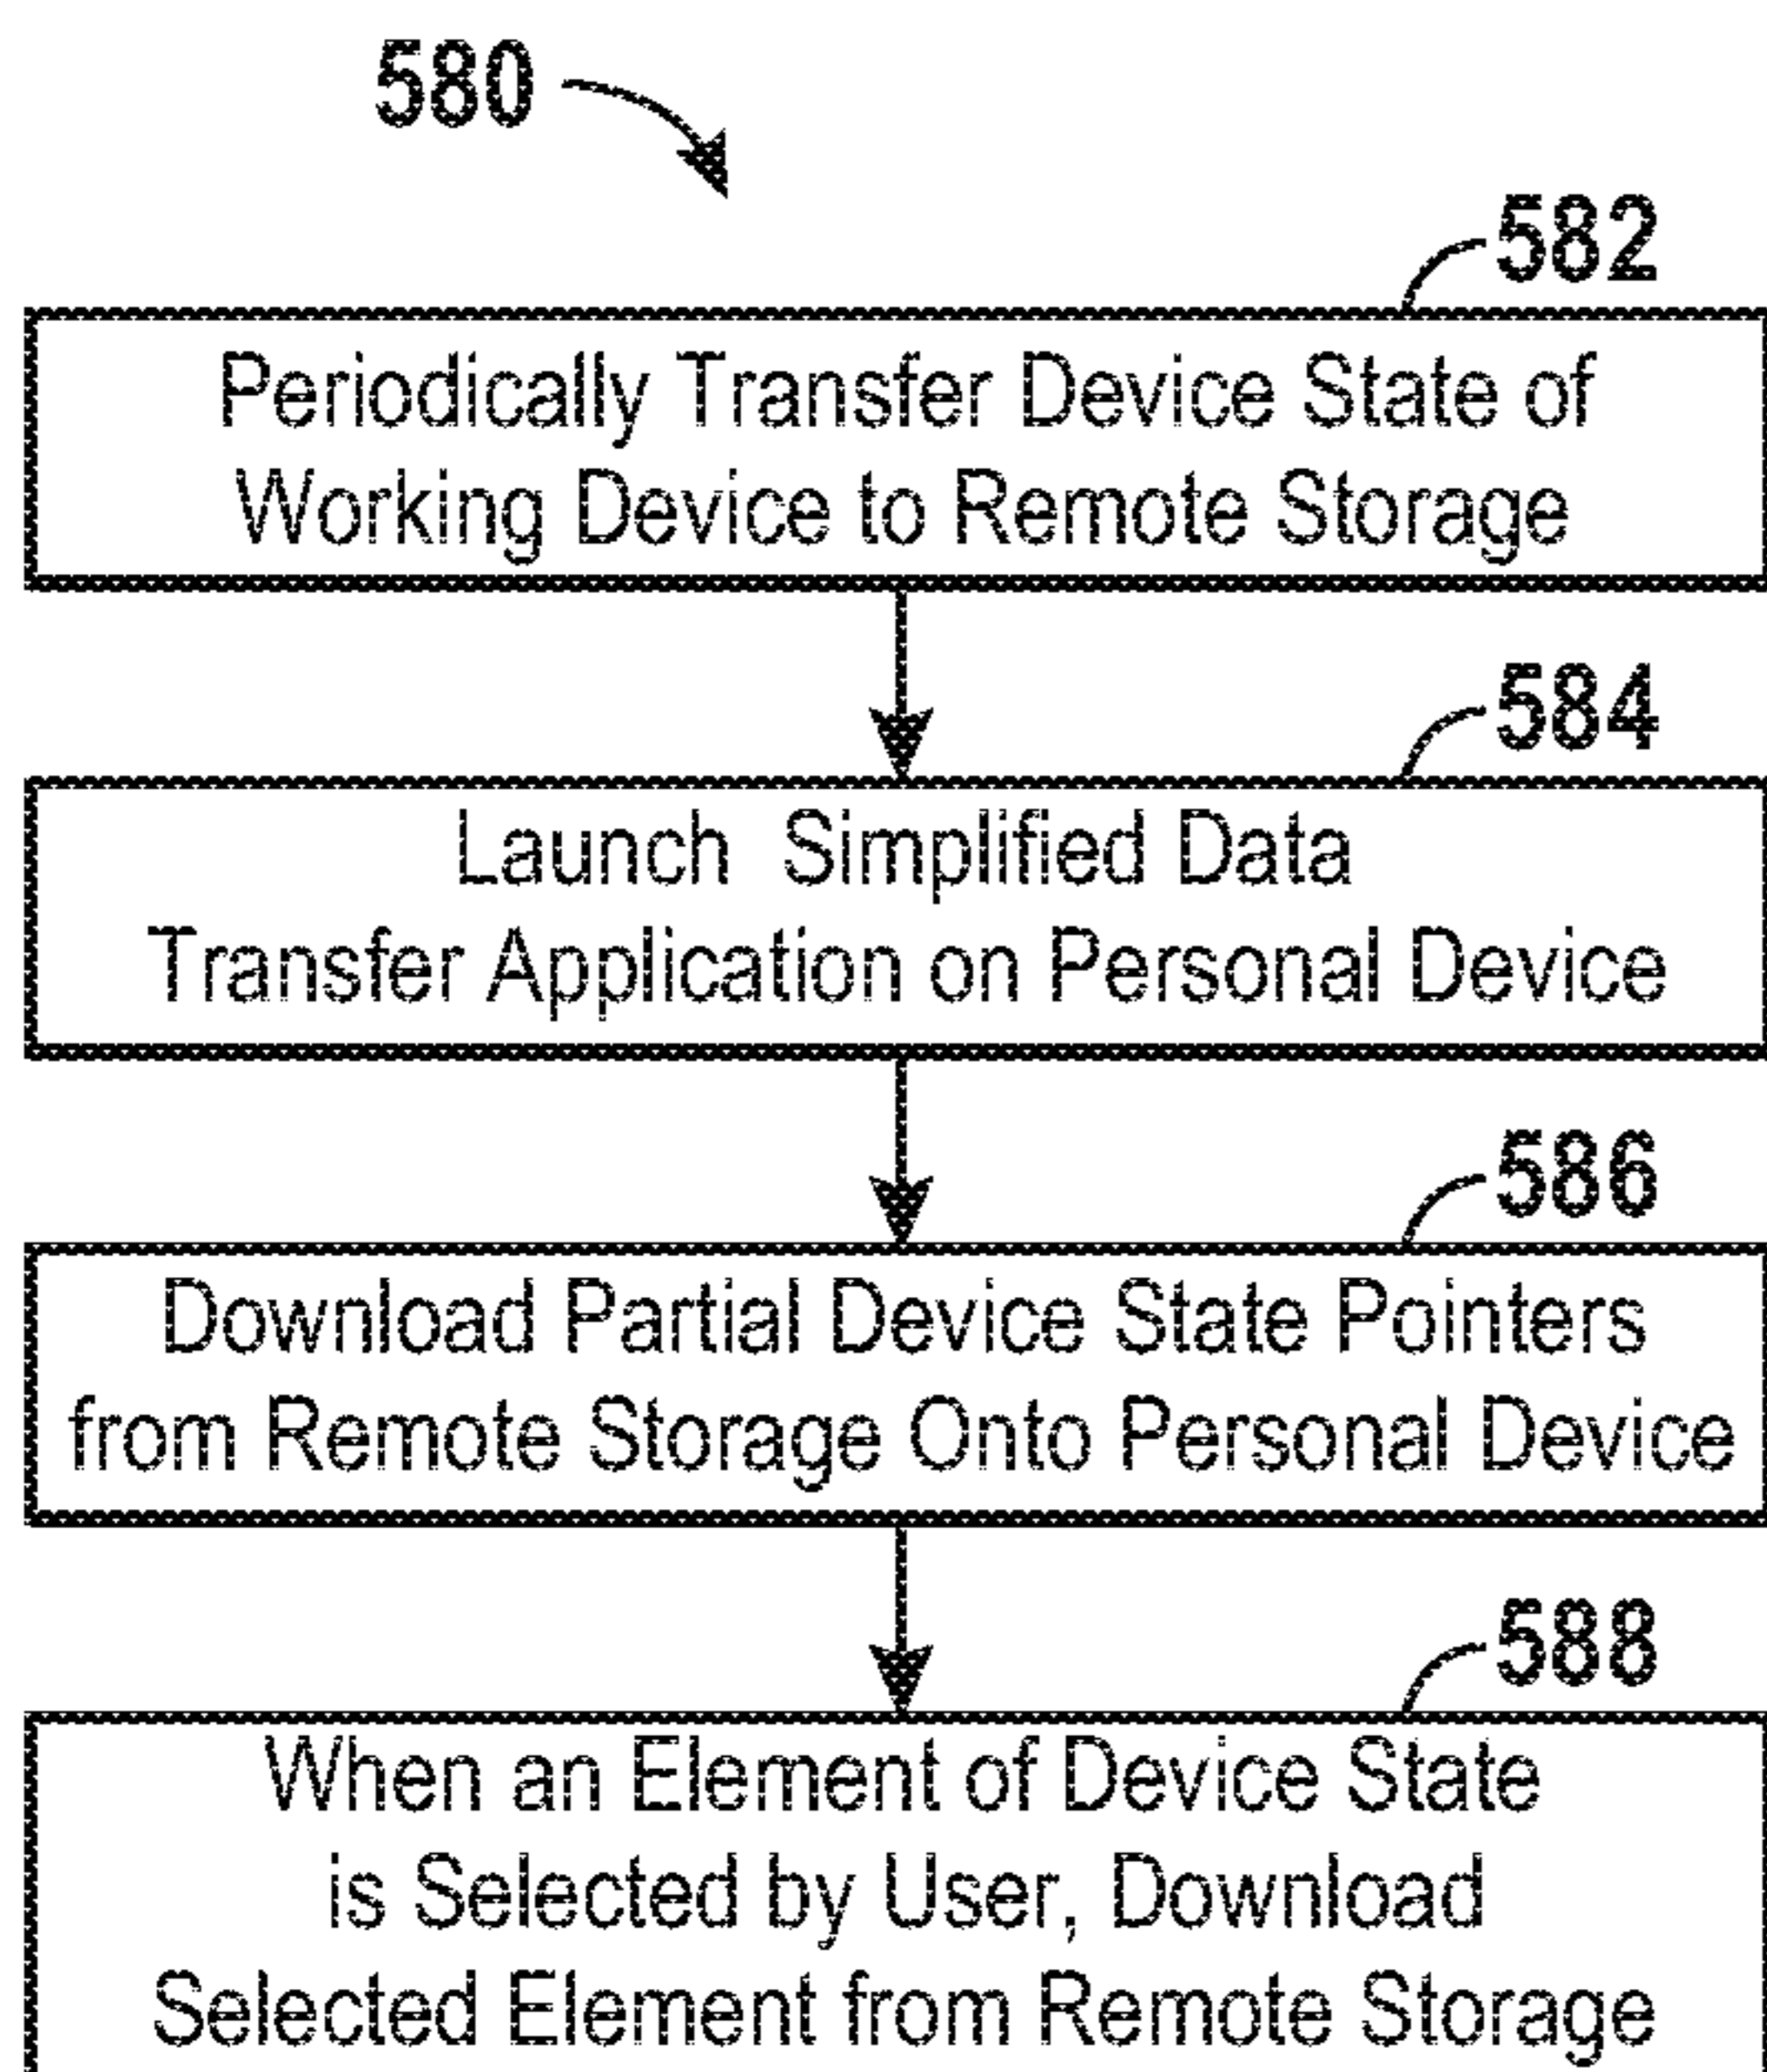 580
582
Periodically Transfer Device State of
Working Device to Remote Storage
584
Launch Simplified Data
Transfer Application on Personal Device
586
Download Partial Device State Pointers
from Remote Storage Onto Personal Device
588
When an Element of Device State
is Selected by User, Download
Selected Element from Remote Storage